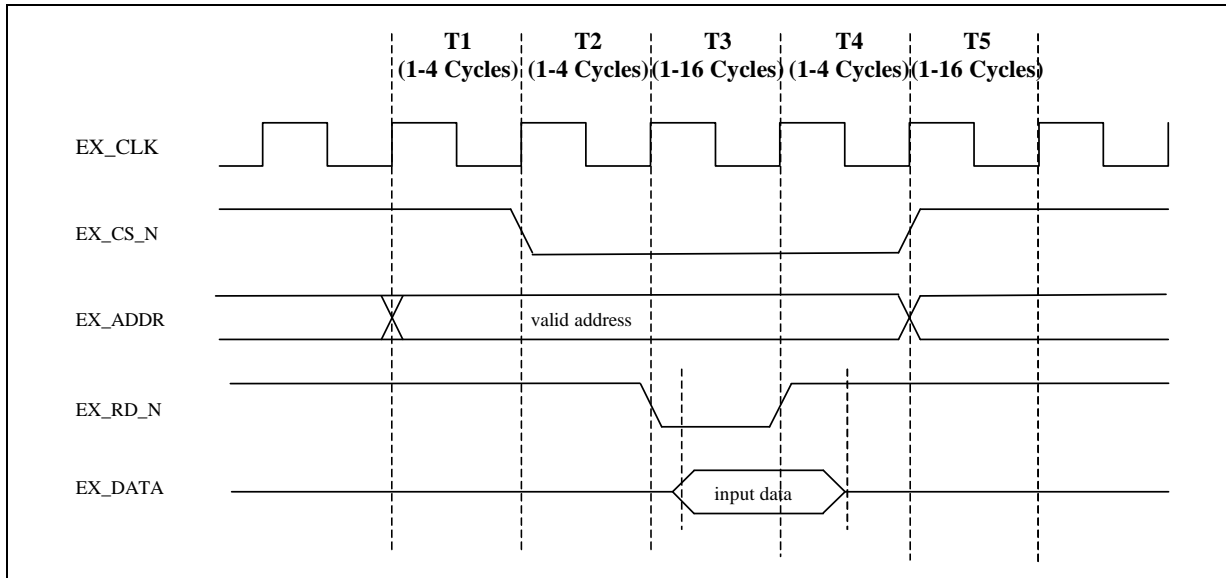 T1 T2 T3 T4 T5
(1-4 Cycles) (1-4 Cycles) (1-16 Cycles) (1-4 Cycles) (1-16 Cycles)
EX_CLK
EX_CS_N
EX_ADDR valid address
EX_RD_N
EX_DATA input data